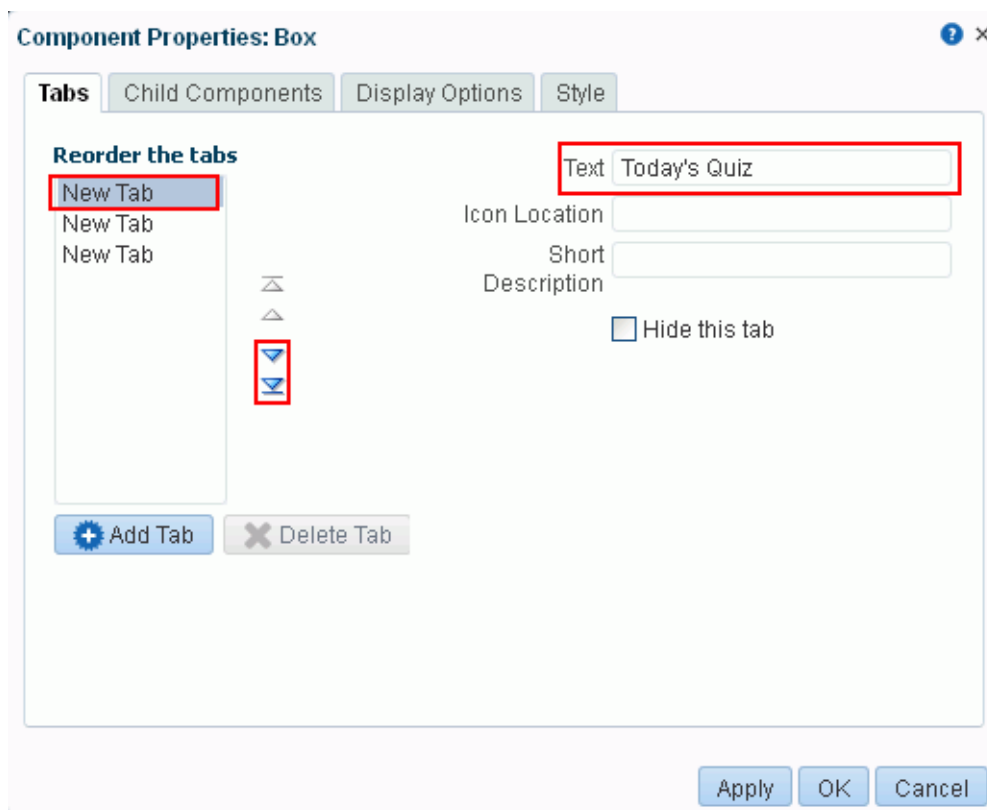 Component Properties: Box
Tabs
Child Components
Display Options
Style
Reorder the tabs
New Tab
New Tab
New Tab
Text
Today's Quiz
Icon Location
Short
Description
Hide this tab
Add Tab
Delete Tab
Apply
OK
Cancel